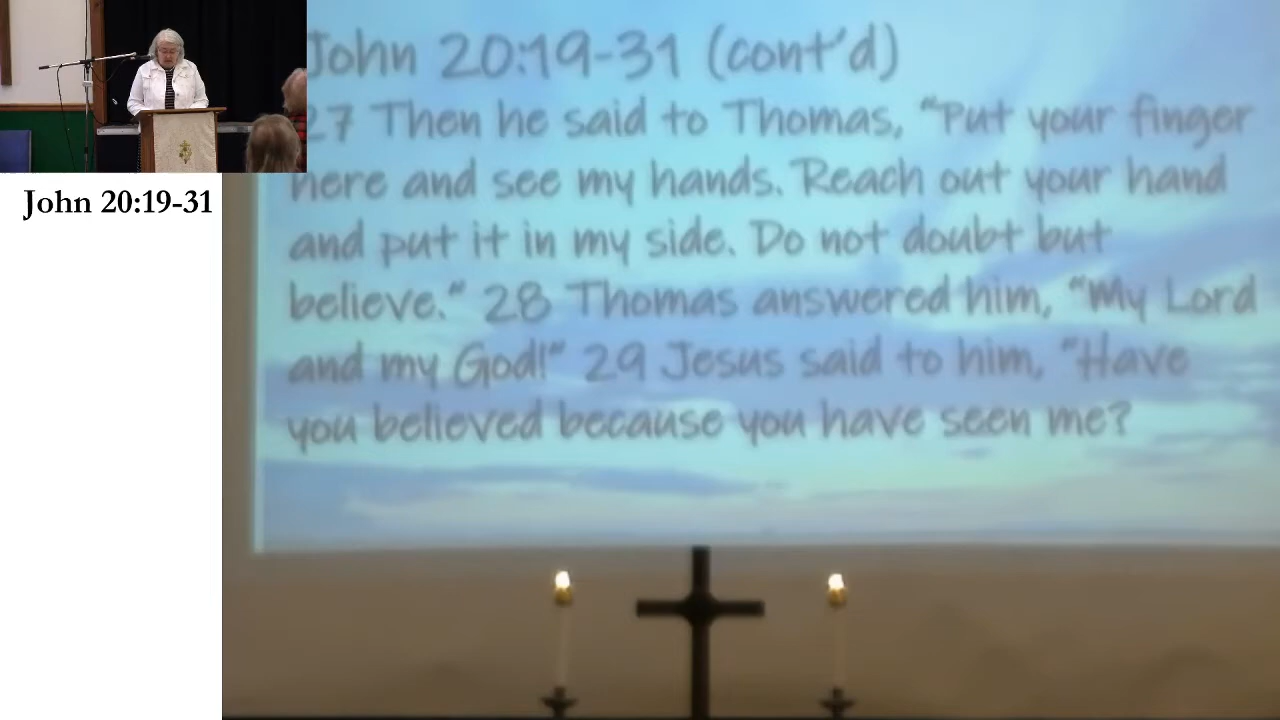 John 20:19-31 (cont'd)
27 Then he said to Thomas, "Put your finger
here and see my hands. Reach out your hand
and put it in my side. Do not doubt but
believe." 28 Thomas answered him, "My Lord
and my God!" 29 Jesus said to him, "Have
you believed because you have seen me?
John 20:19-31